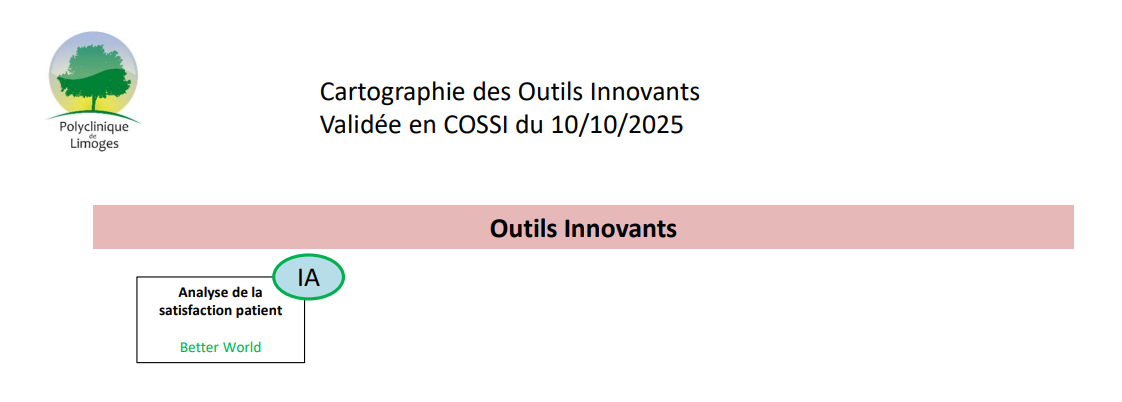 Polyclinique
de
Limoges
Cartographie des Outils Innovants
Validée en COSSI du 10/10/2025
Outils Innovants
IA
Analyse de la
satisfaction patient
Better World